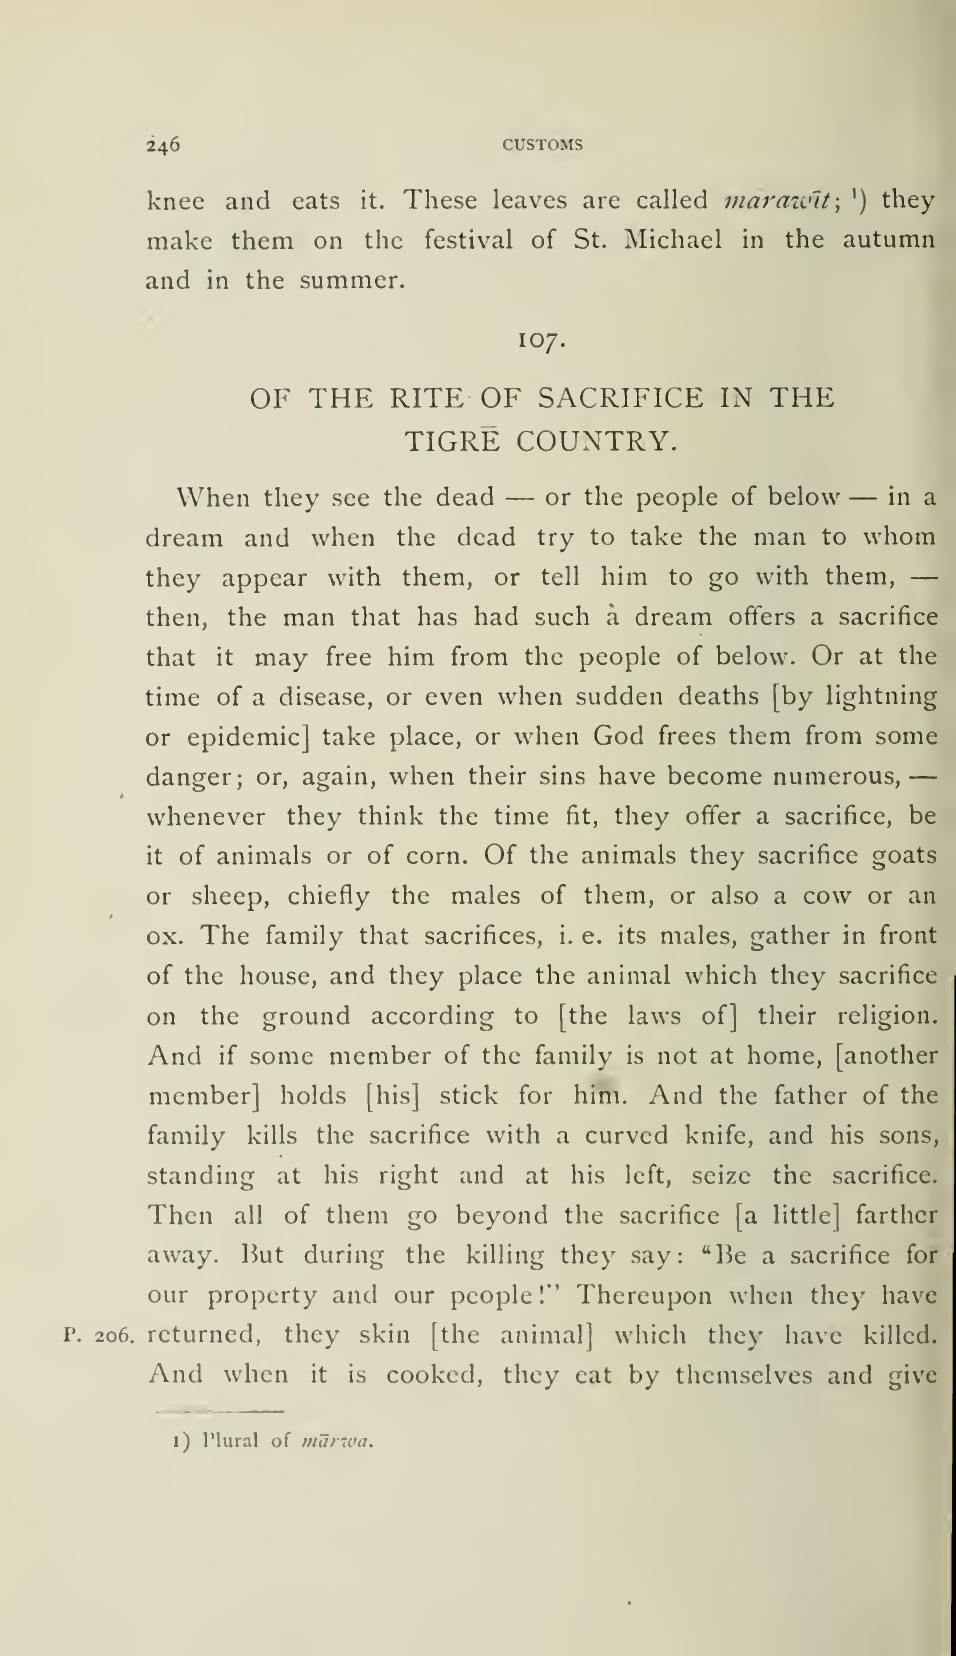 246 CUSTOMS
knee and eats it. These leaves are called mārawīt; ¹) they
make them on the festival of St. Michael in the autumn
and in the summer.
107.
OF THE RITE OF SACRIFICE IN THE
TIGRĒ COUNTRY.
When they see the dead — or the people of below — in a
dream and when the dead try to take the man to whom
they appear with them, or tell him to go with them, —
then, the man that has had such a dream offers a sacrifice
that it may free him from the people of below. Or at the
time of a disease, or even when sudden deaths [by lightning
or epidemic] take place, or when God frees them from some
danger; or, again, when their sins have become numerous, —
whenever they think the time fit, they offer a sacrifice, be
it of animals or of corn. Of the animals they sacrifice goats
or sheep, chiefly the males of them, or also a cow or an
ox. The family that sacrifices, i. e. its males, gather in front
of the house, and they place the animal which they sacrifice
on the ground according to [the laws of] their religion.
And if some member of the family is not at home, [another
member] holds [his] stick for him. And the father of the
family kills the sacrifice with a curved knife, and his sons,
standing at his right and at his left, seize the sacrifice.
Then all of them go beyond the sacrifice [a little] farther
away. But during the killing they say: “Be a sacrifice for
our property and our people!” Thereupon when they have
P. 206. returned, they skin [the animal] which they have killed.
And when it is cooked, they eat by themselves and give
1) Plural of mārwa.